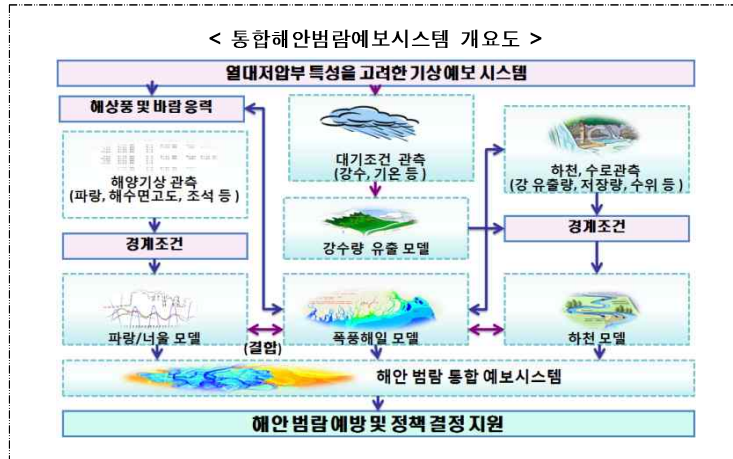 < 통합해안범람예보시스템 개요도 >
열대저압부 특성을 고려한 기상예보 시스템
해상풍 및 바람응력
해양기상 관측
(파랑, 해수면고도, 조석 등 )
대기조건 관측
(강수, 기온 등 )
하천, 수로관측
(강 유출량, 저장량, 수위 등 )
경계조건
강수량 유출 모델
경계조건
파랑/너울 모델
(결합)
폭풍해일 모델
하천 모델
해안 범람 통합 예보시스템
해안 범람 예방 및 정책 결정 지원